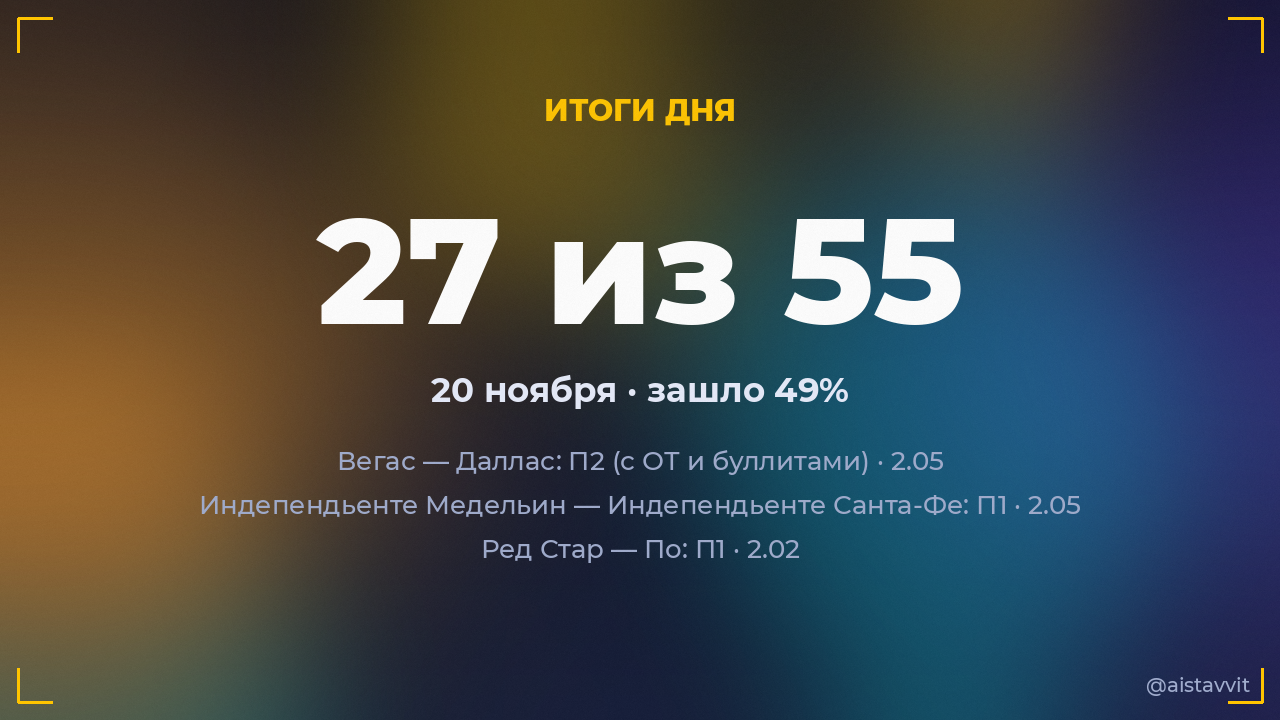 ИТОГИ ДНЯ
27 из 55
20 ноября · зашло 49%
Вегас — Даллас: П2 (с ОТ и буллитами) · 2.05
Индепендьенте Медельин — Индепендьенте Санта-Фе: П1 · 2.05
Ред Стар — По: П1 · 2.02
@aistavvit